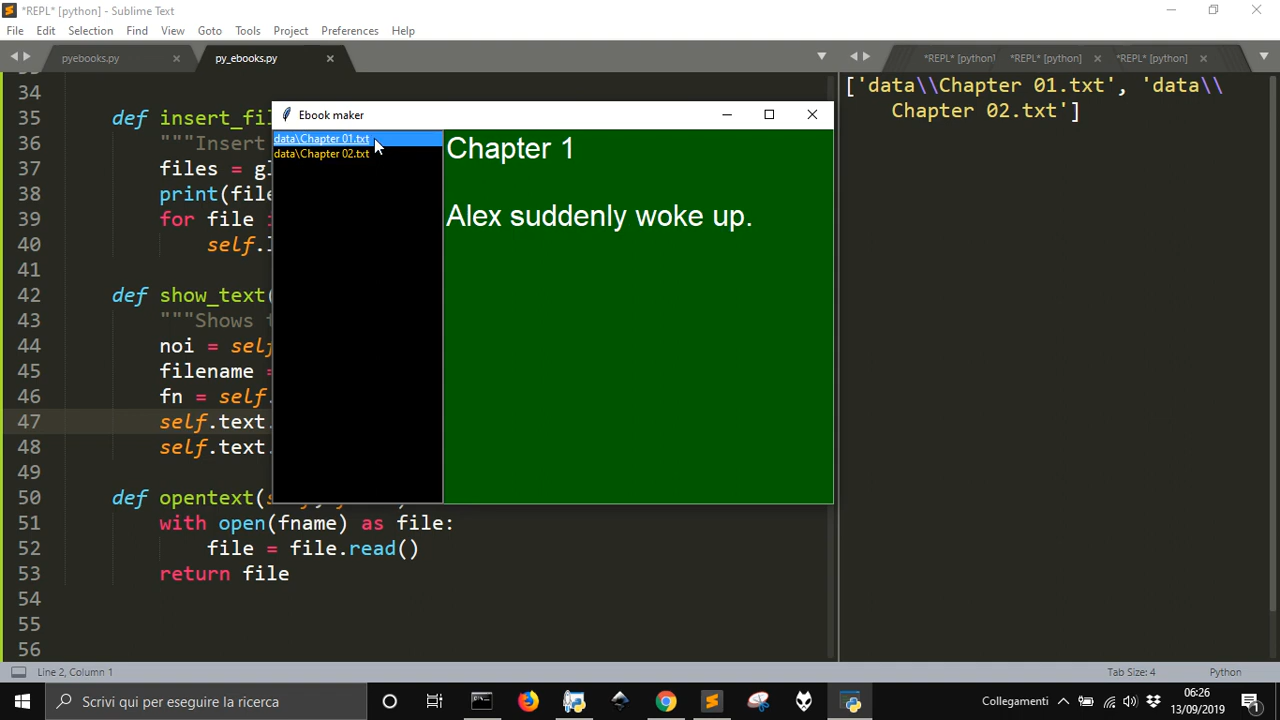 *REPL* [python] - Sublime Text
File Edit Selection Find View Goto Tools Project Preferences Help
pyebooks.py
py_ebooks.py
*REPL* [python]
*REPL* [python]
*REPL* [python]
34
35 def insert_fi
36 """Insert
37 files = gl
38 print(file
39 for file i
40 self.l
41
42 def show_text(
43 """Shows t
44 noi = self
45 filename =
46 fn = self.
47 self.text.
48 self.text.
49
50 def opentext(
51 with open(fname) as file:
52 file = file.read()
53 return file
54
55
56
Ebook maker
data\Chapter 01.txt
data\Chapter 02.txt
Chapter 1
Alex suddenly woke up.
['data\\Chapter 01.txt', 'data\\
Chapter 02.txt']
Line 2, Column 1
Tab Size: 4
Python
Scrivi qui per eseguire la ricerca
Collegamenti
06:26
13/09/2019
1